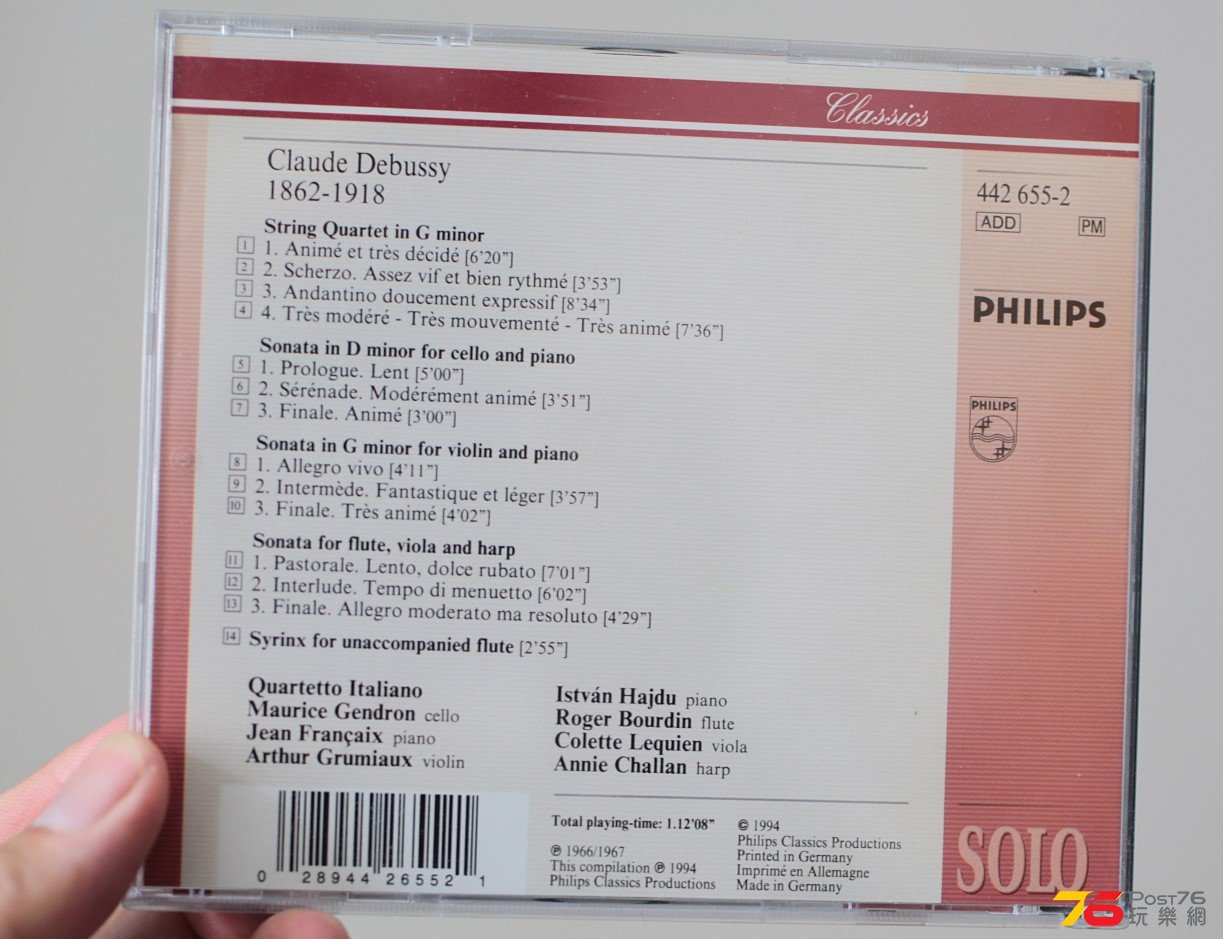 Classics
Claude Debussy
1862-1918
String Quartet in G minor
1 1. Animé et très décidé [6’20”]
2 2. Scherzo. Assez vif et bien rythmé [3’53”]
3 3. Andantino doucement expressif [8’34”]
4 4. Très modéré - Très mouvementé - Très animé [7’36”]
Sonata in D minor for cello and piano
5 1. Prologue. Lent [5’00”]
6 2. Sérénade. Modérément animé [3’51”]
7 3. Finale. Animé [3’00”]
Sonata in G minor for violin and piano
8 1. Allegro vivo [4’11”]
9 2. Intermède. Fantastique et léger [3’57”]
10 3. Finale. Très animé [4’02”]
Sonata for flute, viola and harp
11 1. Pastorale. Lento, dolce rubato [7’01”]
12 2. Interlude. Tempo di menuetto [6’02”]
13 3. Finale. Allegro moderato ma resoluto [4’29”]
14 Syrinx for unaccompanied flute [2’55”]
Quartetto Italiano
Maurice Gendron cello
Jean Françaix piano
Arthur Grumiaux violin
István Hajdu piano
Roger Bourdin flute
Colette Lequien viola
Annie Challan harp
0 28944 26552 1
Total playing-time: 1.12’08”
℗ 1966/1967
This compilation ℗ 1994
Philips Classics Productions
© 1994
Philips Classics Productions
Printed in Germany
Imprimé en Allemagne
Made in Germany
442 655-2
ADD PM
PHILIPS
PHILIPS
SOLO
76 POST76
玩樂網